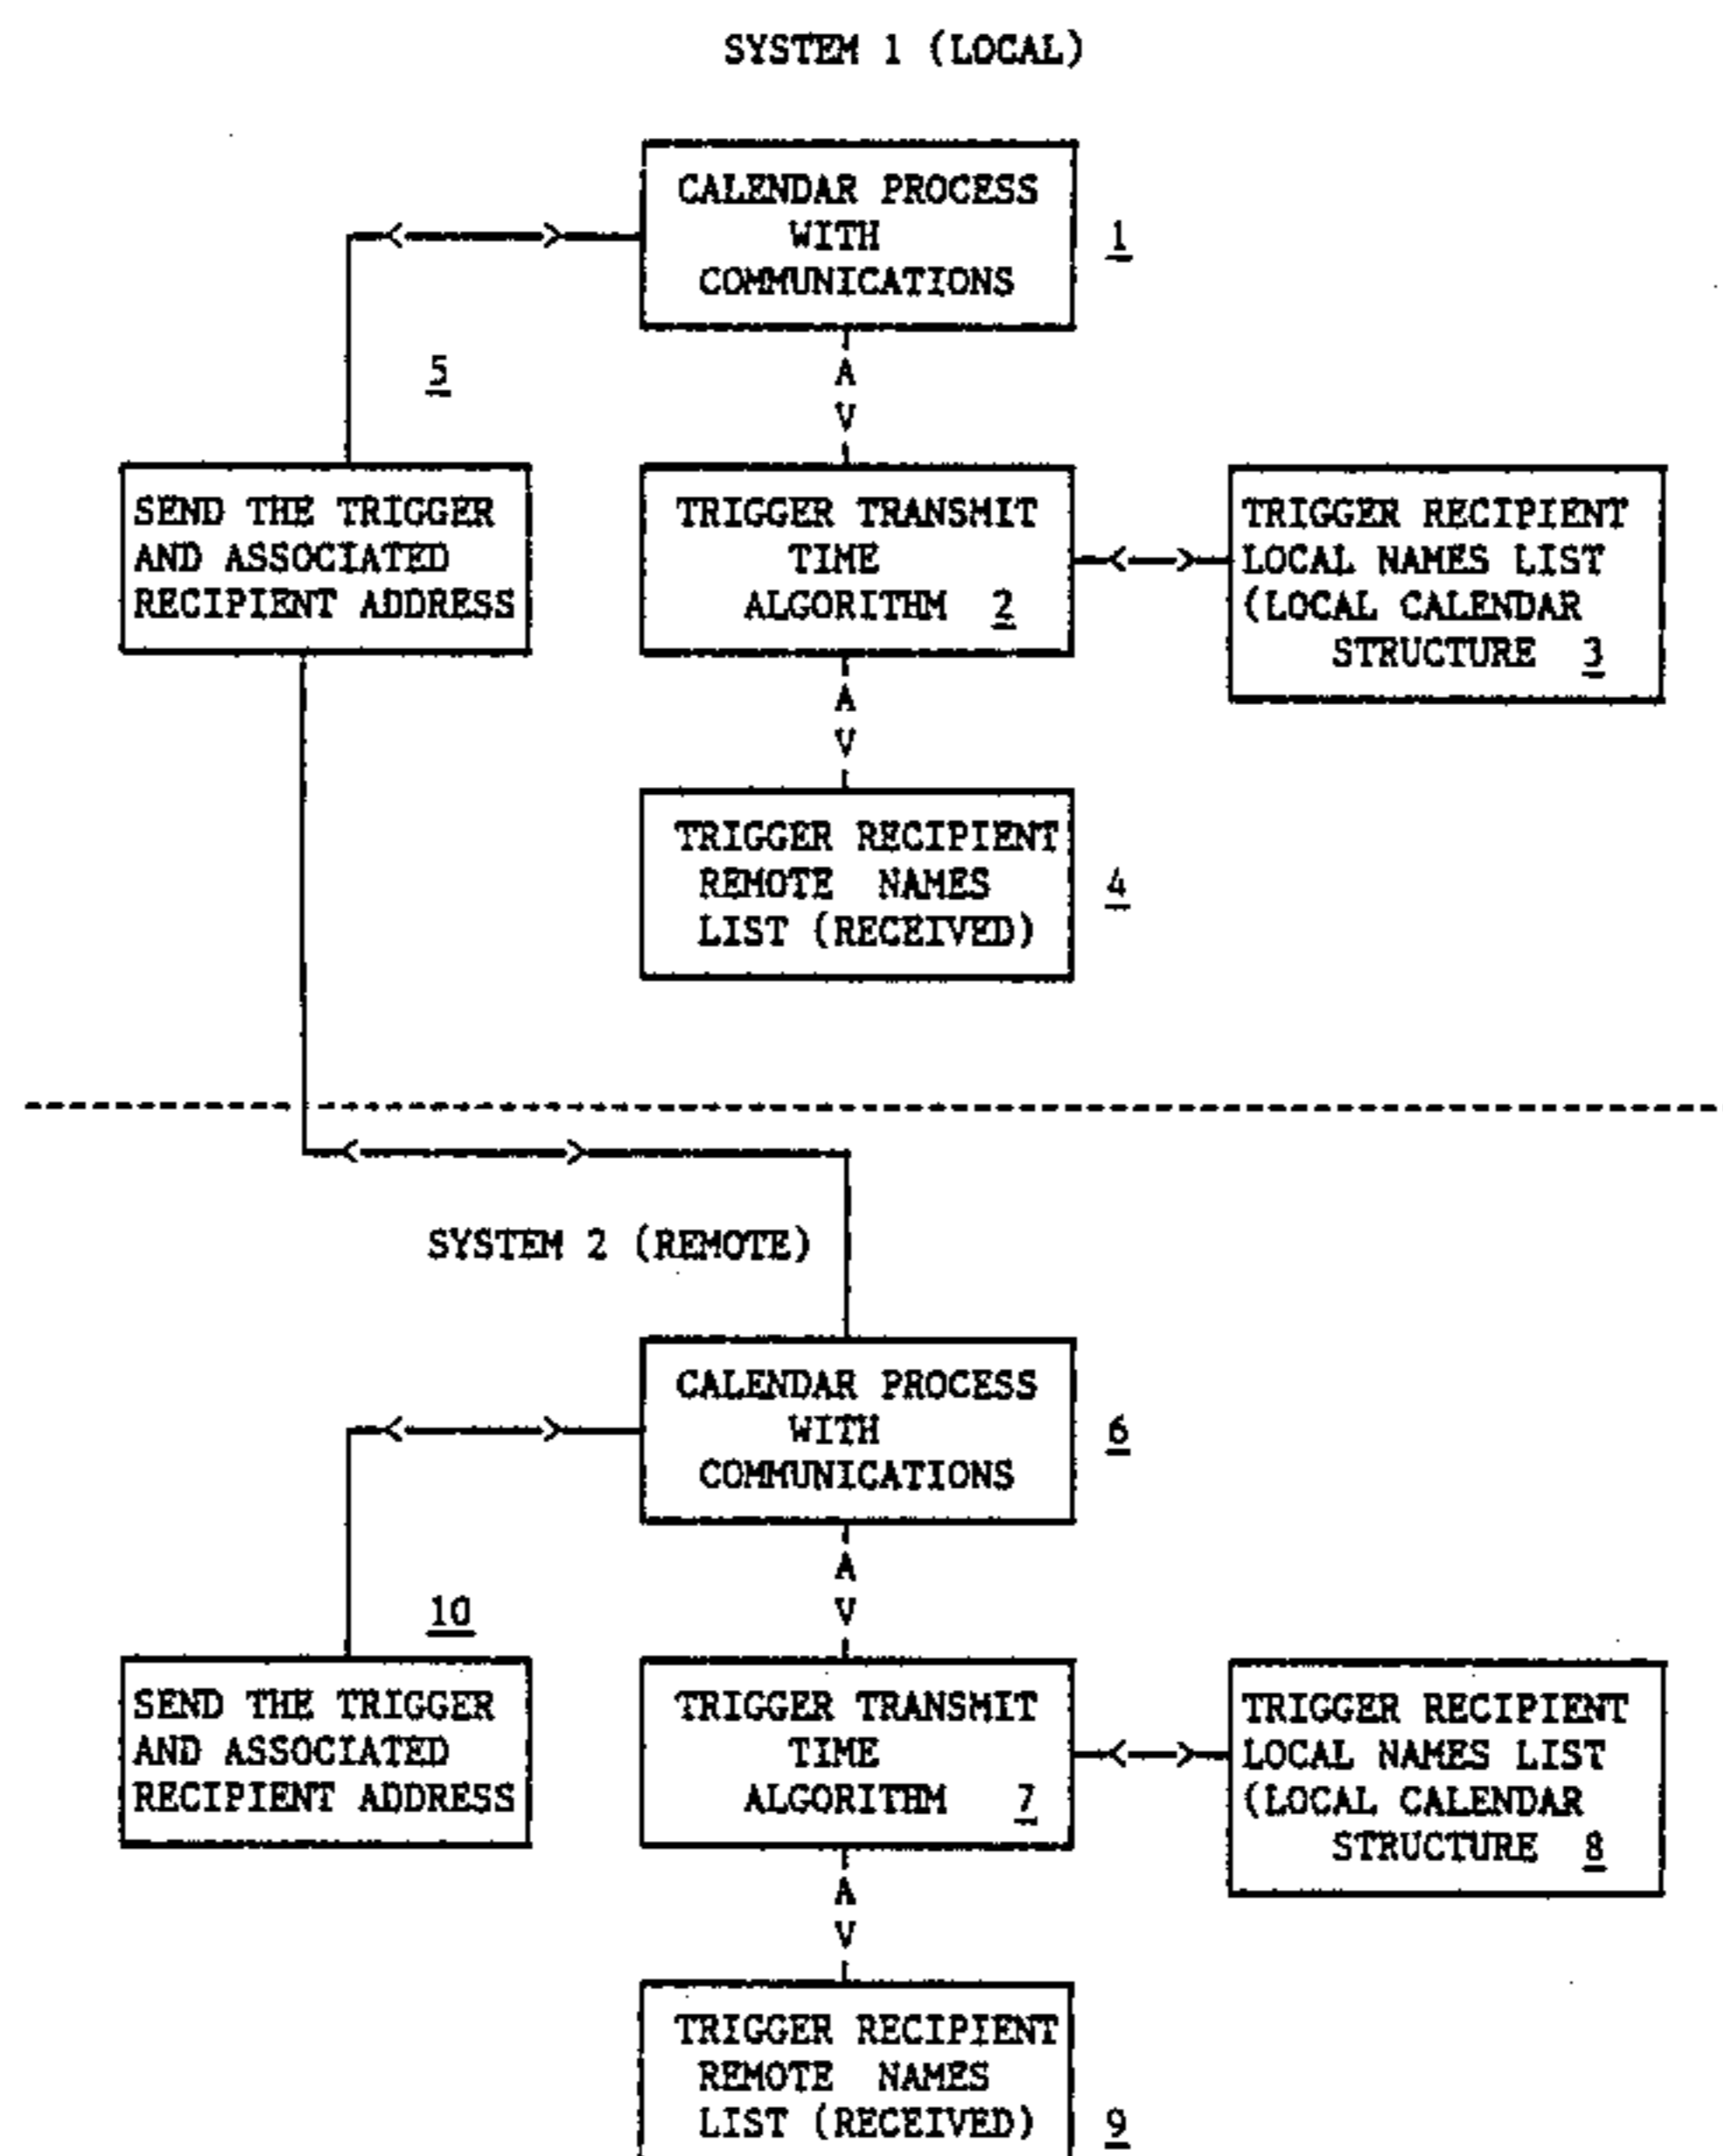 SYSTEM 1 (LOCAL)
CALENDAR PROCESS
WITH
COMMUNICATIONS
1
5
SEND THE TRIGGER
AND ASSOCIATED
RECIPIENT ADDRESS
TRIGGER TRANSMIT
TIME
ALGORITHM 2
TRIGGER RECIPIENT
LOCAL NAMES LIST
(LOCAL CALENDAR
STRUCTURE 3
TRIGGER RECIPIENT
REMOTE NAMES
LIST (RECEIVED)
4
SYSTEM 2 (REMOTE)
CALENDAR PROCESS
WITH
COMMUNICATIONS
6
10
SEND THE TRIGGER
AND ASSOCIATED
RECIPIENT ADDRESS
TRIGGER TRANSMIT
TIME
ALGORITHM 7
TRIGGER RECIPIENT
LOCAL NAMES LIST
(LOCAL CALENDAR
STRUCTURE 8
TRIGGER RECIPIENT
REMOTE NAMES
LIST (RECEIVED)
9